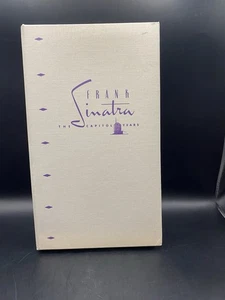 FRANK
Sinatra
THE CAPITOL YEARS